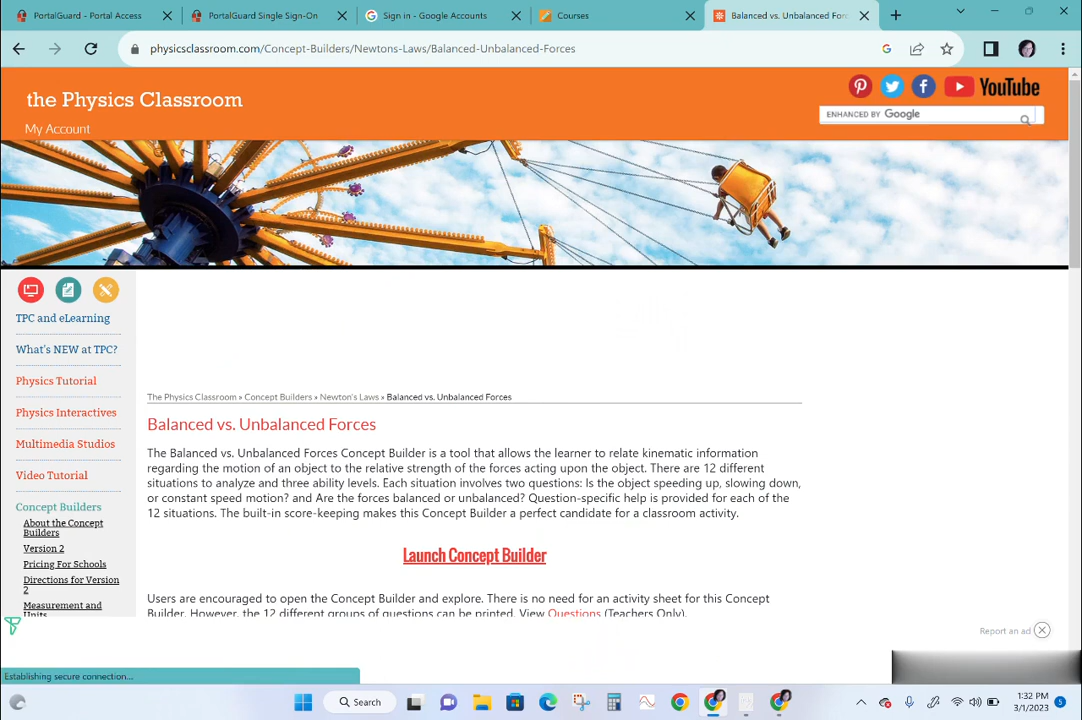 PortalGuard - Portal Access
PortalGuard Single Sign-On
Sign in - Google Accounts
Courses
Balanced vs. Unbalanced For
physicsclassroom.com/Concept-Builders/Newtons-Laws/Balanced-Unbalanced-Forces
the Physics Classroom
YouTube
ENHANCED BY Google
My Account
TPC and eLearning
What's NEW at TPC?
Physics Tutorial
Physics Interactives
Multimedia Studios
Video Tutorial
Concept Builders
About the Concept
Builders
Version 2
Pricing For Schools
Directions for Version
2
Measurement and
Units
The Physics Classroom » Concept Builders » Newton's Laws » Balanced vs. Unbalanced Forces
Balanced vs. Unbalanced Forces
The Balanced vs. Unbalanced Forces Concept Builder is a tool that allows the learner to relate kinematic information
regarding the motion of an object to the relative strength of the forces acting upon the object. There are 12 different
situations to analyze and three ability levels. Each situation involves two questions: Is the object speeding up, slowing down,
or constant speed motion? and Are the forces balanced or unbalanced? Question-specific help is provided for each of the
12 situations. The built-in score-keeping makes this Concept Builder a perfect candidate for a classroom activity.
Launch Concept Builder
Users are encouraged to open the Concept Builder and explore. There is no need for an activity sheet for this Concept
Builder. However, the 12 different groups of questions can be printed. View Questions (Teachers Only).
Report an ad
Establishing secure connection...
Search
1:32 PM
3/1/2023
5